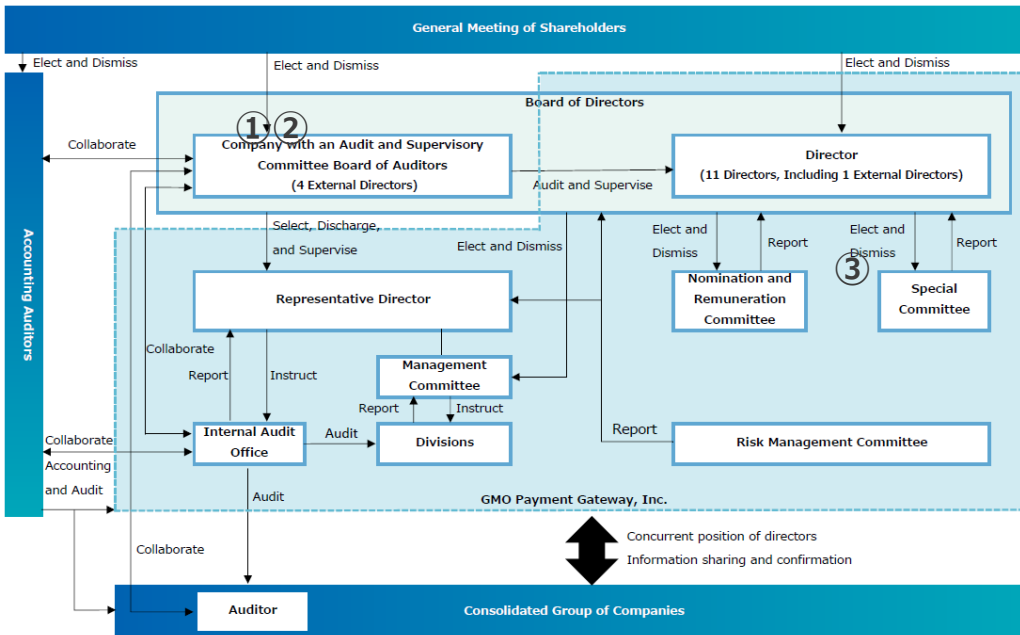 General Meeting of Shareholders
Elect and Dismiss
Elect and Dismiss
Elect and Dismiss
Board of Directors
① ②
Collaborate
Company with an Audit and Supervisory
Committee Board of Auditors
(4 External Directors)
Audit and Supervise
Director
(11 Directors, Including 1 External Directors)
Accounting Auditors
Select, Discharge,
and Supervise
Elect and Dismiss
Elect and
Dismiss
Report
Elect and
Dismiss
Report
③
Representative Director
Nomination and
Remuneration
Committee
Special
Committee
Collaborate
Report
Instruct
Management
Committee
Report
Instruct
Internal Audit
Office
Audit
Divisions
Report
Risk Management Committee
Collaborate
Accounting
and Audit
Audit
GMO Payment Gateway, Inc.
Collaborate
Concurrent position of directors
Information sharing and confirmation
Auditor
Consolidated Group of Companies